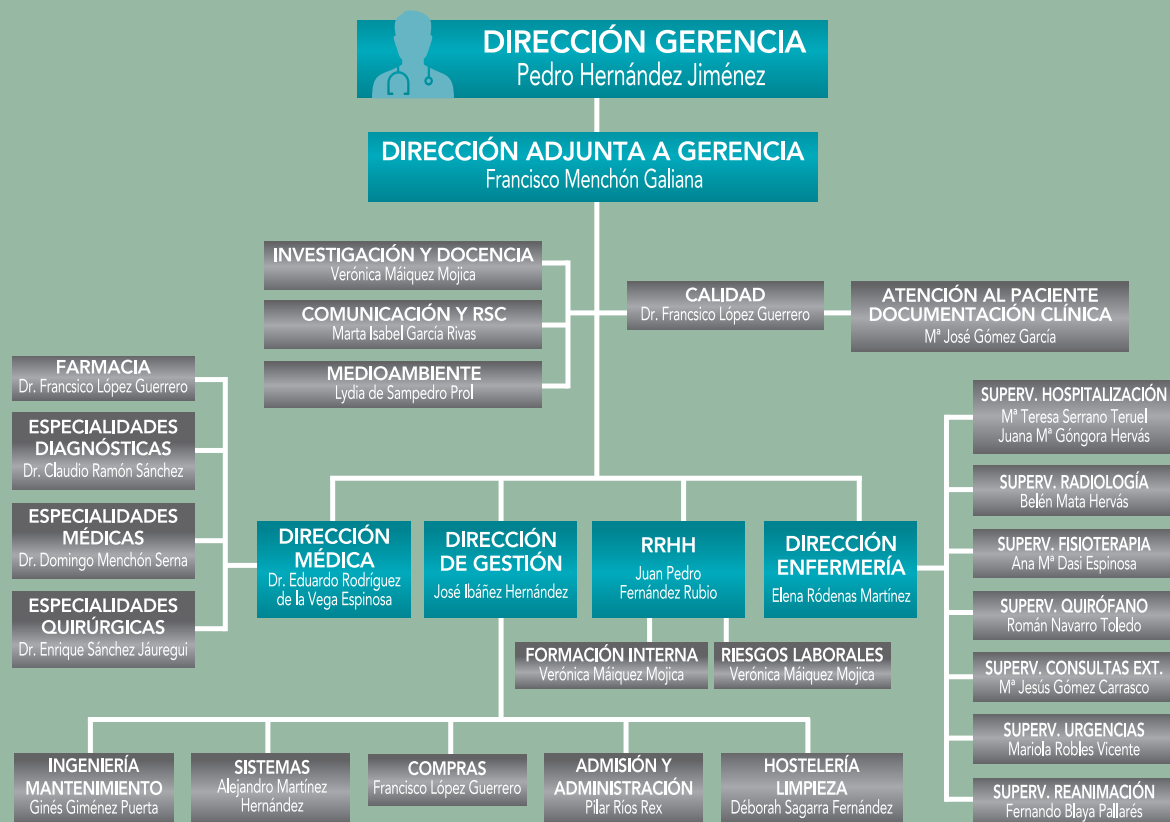 DIRECCIÓN GERENCIA
Pedro Hernández Jiménez
DIRECCIÓN ADJUNTA A GERENCIA
Francisco Menchón Galiana
INVESTIGACIÓN Y DOCENCIA
Verónica Máiquez Mojica
COMUNICACIÓN Y RSC
Marta Isabel García Rivas
MEDIOAMBIENTE
Lydia de Sampedro Prol
CALIDAD
Dr. Francsico López Guerrero
ATENCIÓN AL PACIENTE
DOCUMENTACIÓN CLÍNICA
Mª José Gómez García
FARMACIA
Dr. Francsico López Guerrero
ESPECIALIDADES
DIAGNÓSTICAS
Dr. Claudio Ramón Sánchez
ESPECIALIDADES
MÉDICAS
Dr. Domingo Menchón Serna
ESPECIALIDADES
QUIRÚRGICAS
Dr. Enrique Sánchez Jáuregui
DIRECCIÓN
MÉDICA
Dr. Eduardo Rodríguez
de la Vega Espinosa
DIRECCIÓN
DE GESTIÓN
José Ibáñez Hernández
RRHH
Juan Pedro
Fernández Rubio
DIRECCIÓN
ENFERMERÍA
Elena Ródenas Martínez
FORMACIÓN INTERNA
Verónica Máiquez Mojica
RIESGOS LABORALES
Verónica Máiquez Mojica
SUPERV. HOSPITALIZACIÓN
Mª Teresa Serrano Teruel
Juana Mª Góngora Hervás
SUPERV. RADIOLOGÍA
Belén Mata Hervás
SUPERV. FISIOTERAPIA
Ana Mª Dasi Espinosa
SUPERV. QUIRÓFANO
Román Navarro Toledo
SUPERV. CONSULTAS EXT.
Mª Jesús Gómez Carrasco
SUPERV. URGENCIAS
Mariola Robles Vicente
SUPERV. REANIMACIÓN
Fernando Blaya Pallarés
INGENIERÍA
MANTENIMIENTO
Ginés Giménez Puerta
SISTEMAS
Alejandro Martínez
Hernández
COMPRAS
Francisco López Guerrero
ADMISIÓN Y
ADMINISTRACIÓN
Pilar Ríos Rex
HOSTELERÍA
LIMPIEZA
Déborah Sagarra Fernández